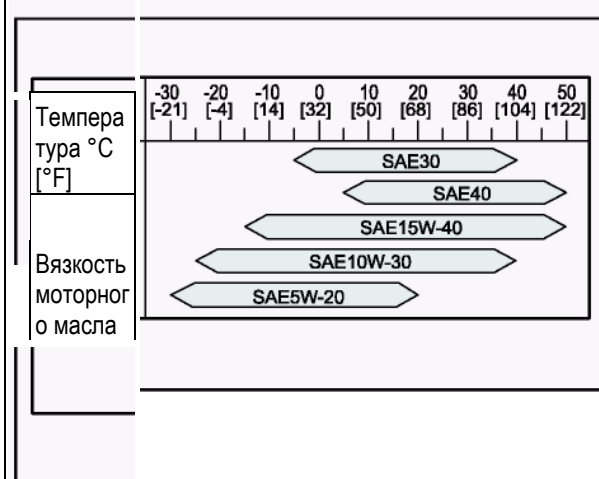 -30 -20 -10 0 10 20 30 40 50
[-21] [-4] [14] [32] [50] [68] [86] [104] [122]
Темпера
тура °C
[°F]
SAE30
SAE40
SAE15W-40
SAE10W-30
SAE5W-20
Вязкость
моторног
о масла